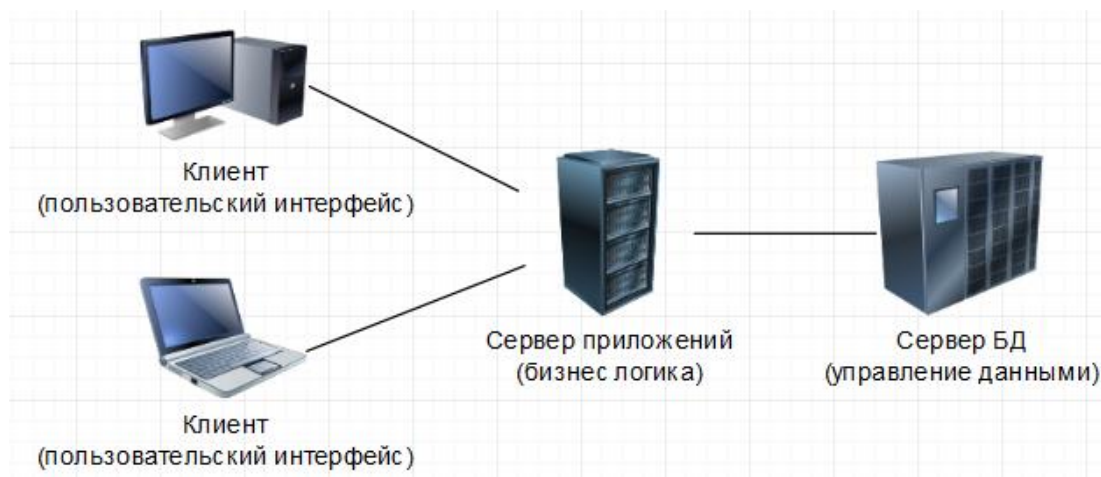 Клиент
(пользовательский интерфейс)
Сервер приложений
(бизнес логика)
Сервер БД
(управление данными)
Клиент
(пользовательский интерфейс)